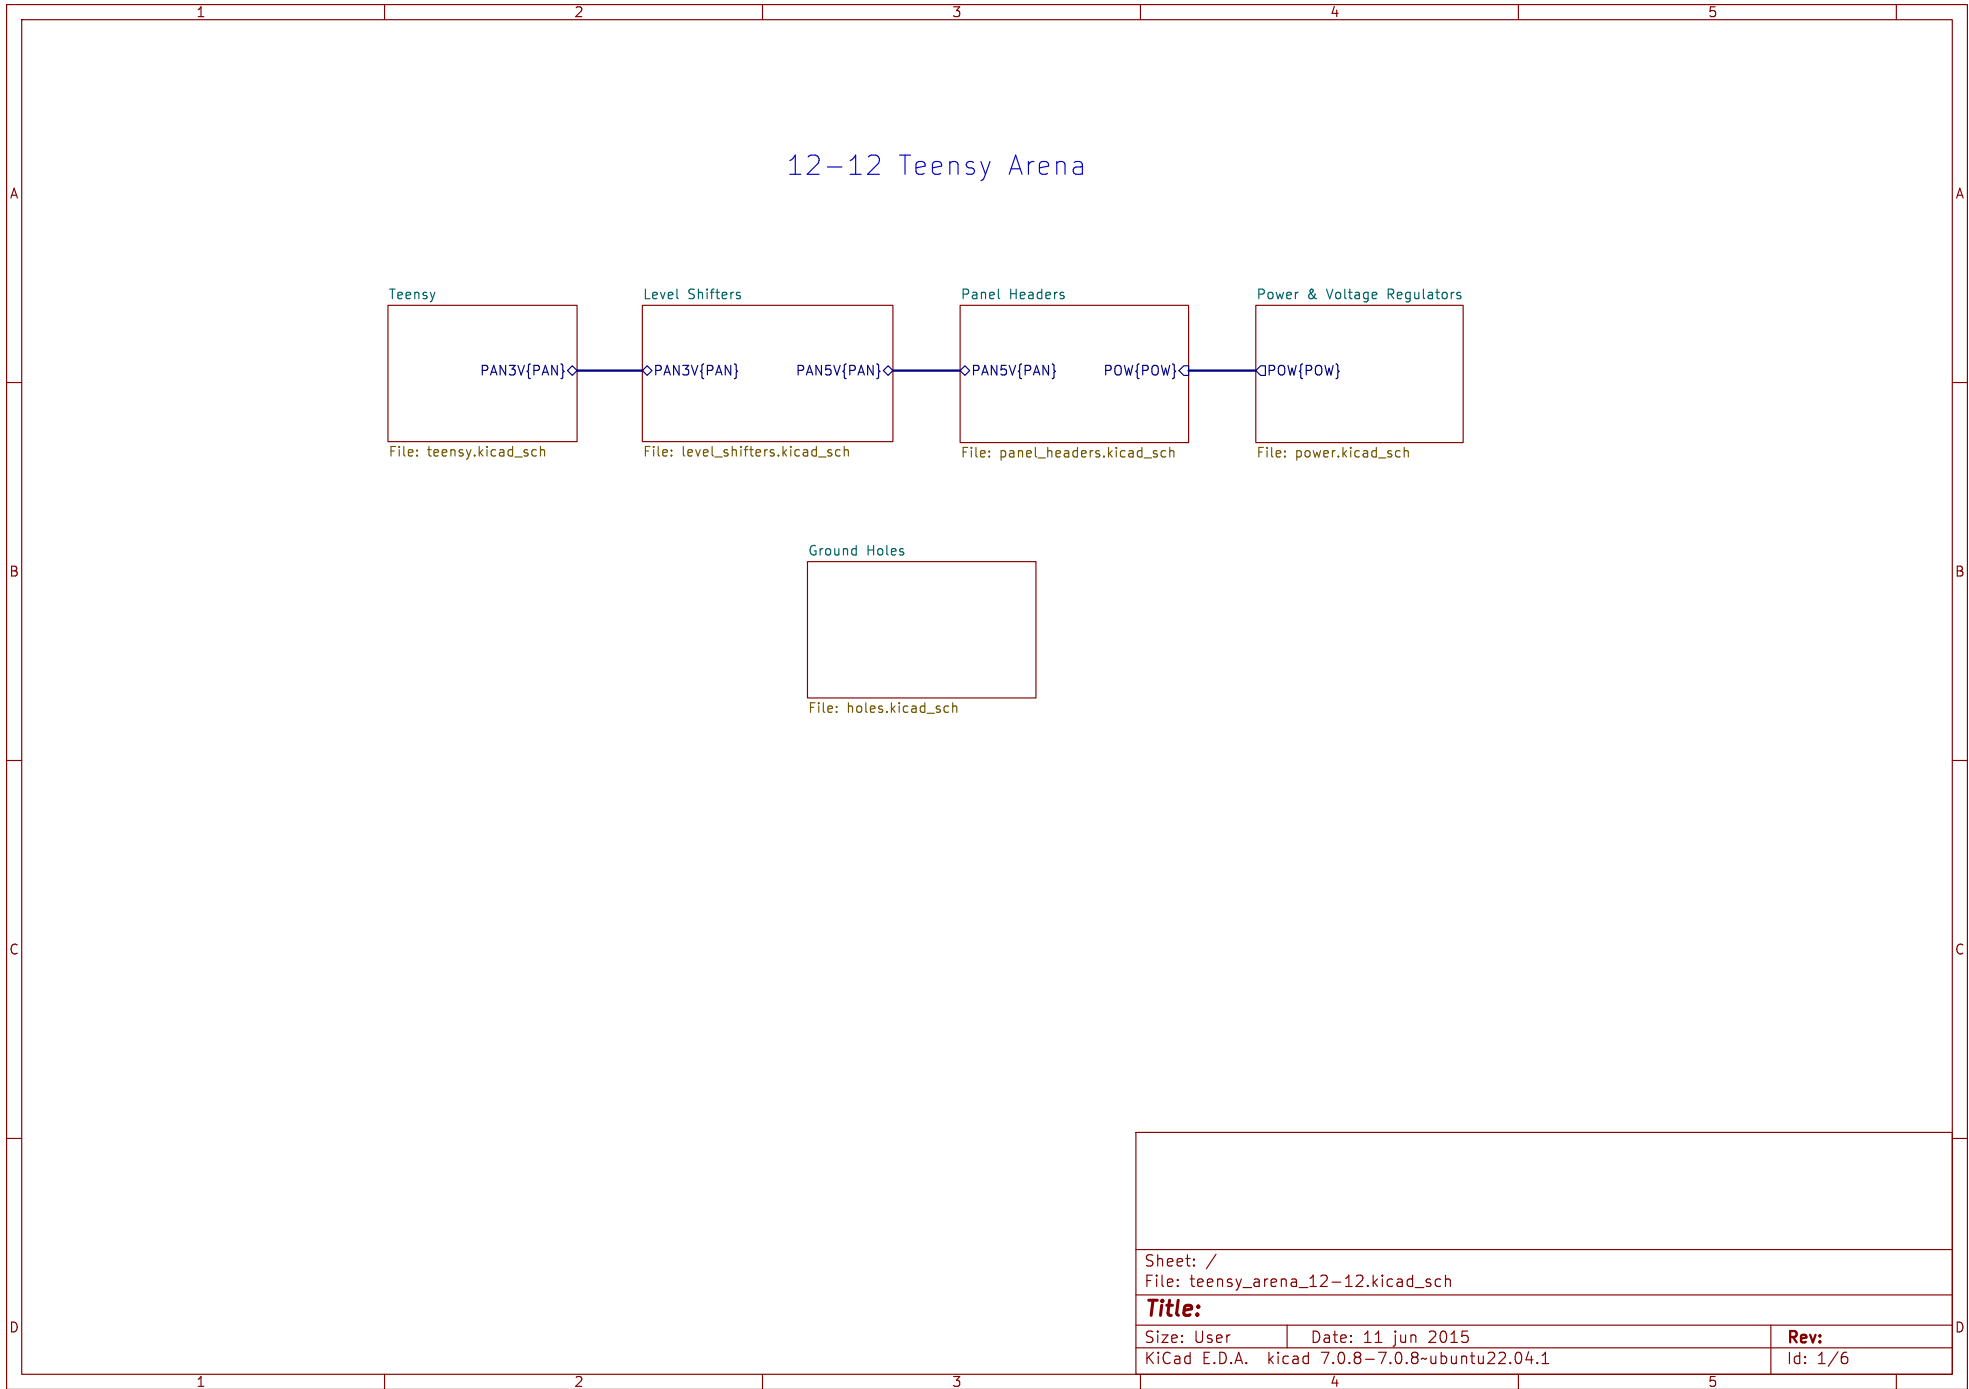 1 2 3 4 5
12-12 Teensy Arena
A A
Teensy Level Shifters Panel Headers Power & Voltage Regulators
PAN3V{PAN} PAN3V{PAN} PAN5V{PAN} PAN5V{PAN} POW{POW} POW{POW}
File: teensy.kicad_sch File: level_shifters.kicad_sch File: panel_headers.kicad_sch File: power.kicad_sch
Ground Holes
B B
File: holes.kicad_sch
C C
Sheet: /
File: teensy_arena_12-12.kicad_sch
Title:
D D
Size: User Date: 11 jun 2015 Rev:
KiCad E.D.A. kicad 7.0.8-7.0.8~ubuntu22.04.1 Id: 1/6
1 2 3 4 5